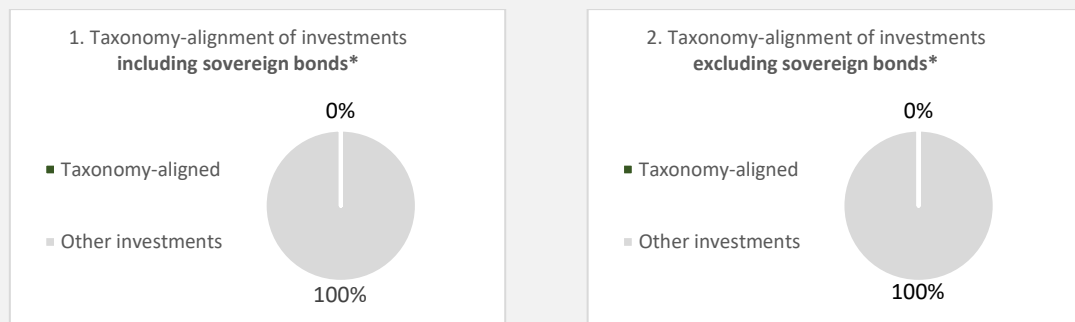 1. Taxonomy-alignment of investments
including sovereign bonds*
0%
Taxonomy-aligned
Other investments
100%
2. Taxonomy-alignment of investments
excluding sovereign bonds*
0%
Taxonomy-aligned
Other investments
100%